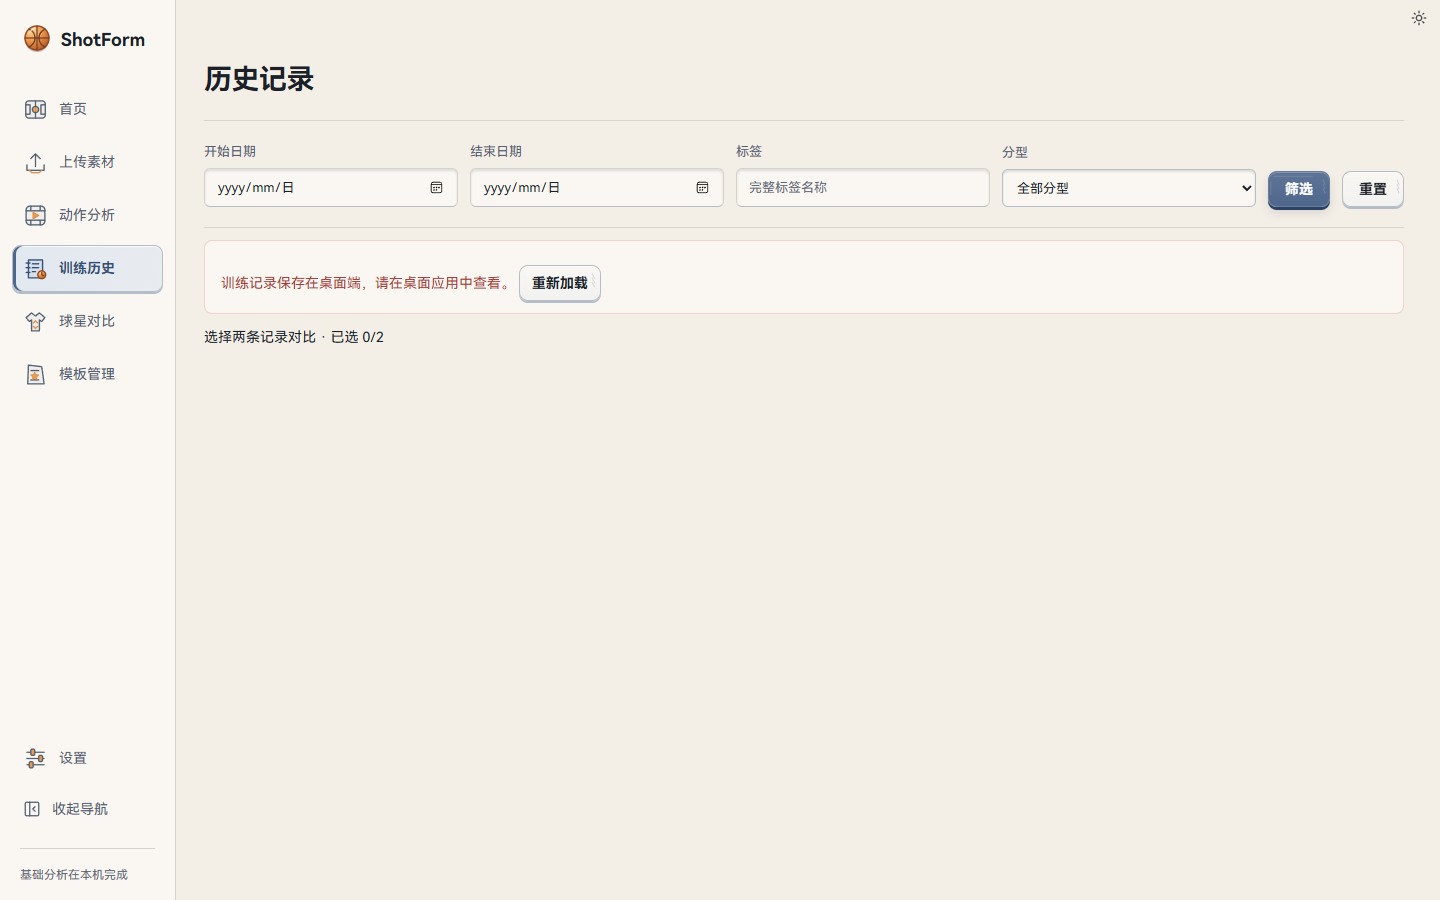 ShotForm
首页
上传素材
动作分析
训练历史
球星对比
模板管理
设置
收起导航
基础分析在本机完成
历史记录
开始日期
yyyy/mm/日
结束日期
yyyy/mm/日
标签
完整标签名称
分型
全部分型
筛选
重置
训练记录保存在桌面端，请在桌面应用中查看。 重新加载
选择两条记录对比 · 已选 0/2